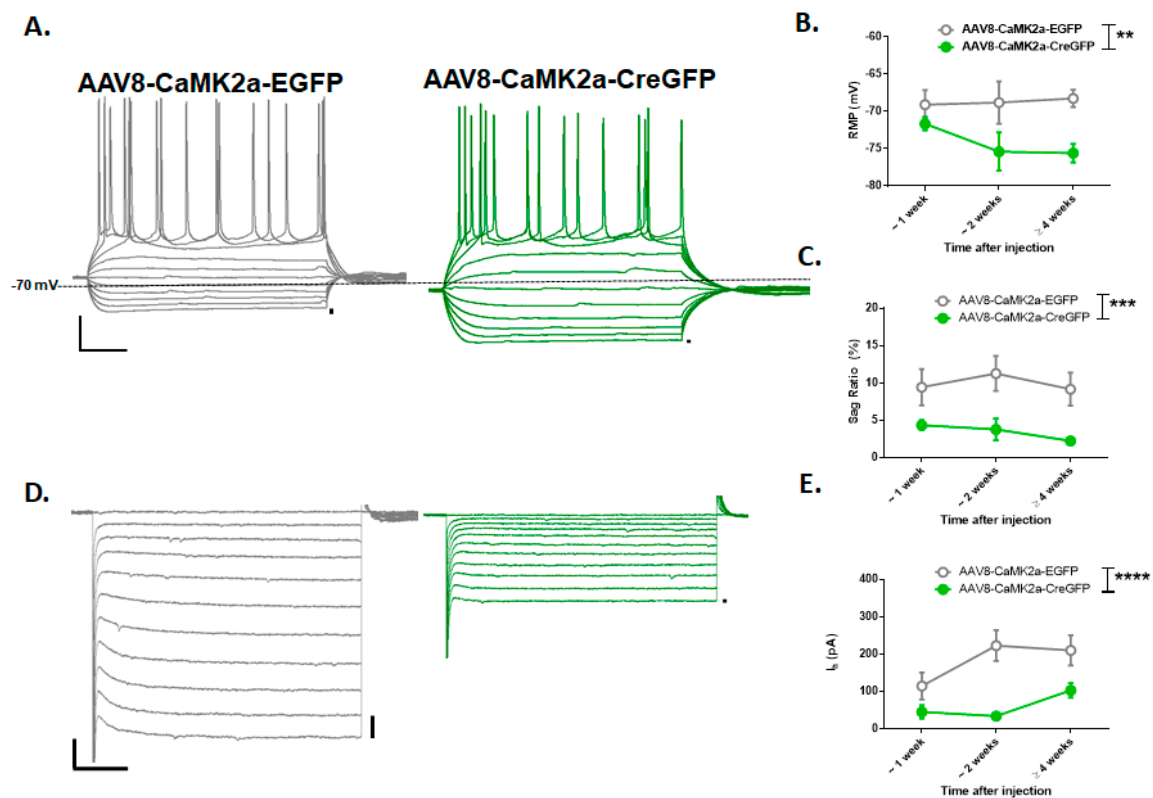 A.
AAV8-CaMK2a-EGFP
AAV8-CaMK2a-CreGFP
-70 mV
B.
AAV8-CaMK2a-EGFP
AAV8-CaMK2a-CreGFP
**
-60
-65
-70
-75
-80
RMP (mV)
~ 1 week
~ 2 weeks
≥ 4 weeks
Time after injection
C.
AAV8-CaMK2a-EGFP
AAV8-CaMK2a-CreGFP
***
20
15
10
5
0
Sag Ratio (%)
~ 1 week
~ 2 weeks
≥ 4 weeks
Time after injection
D.
E.
AAV8-CaMK2a-EGFP
AAV8-CaMK2a-CreGFP
****
400
300
200
100
0
Ih (pA)
~ 1 week
~ 2 weeks
≥ 4 weeks
Time after injection